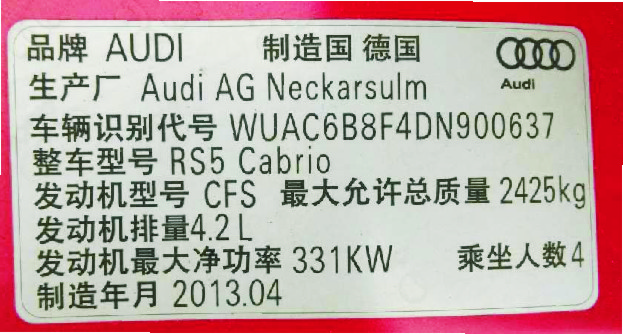 品牌 AUDI 制造国 德国
Audi
生产厂 Audi AG Neckarsulm
车辆识别代号 WUAC6B8F4DN900637
整车型号 RS5 Cabrio
发动机型号 CFS 最大允许总质量 2425kg
发动机排量4.2L
发动机最大净功率 331KW 乘坐人数4
制造年月 2013.04